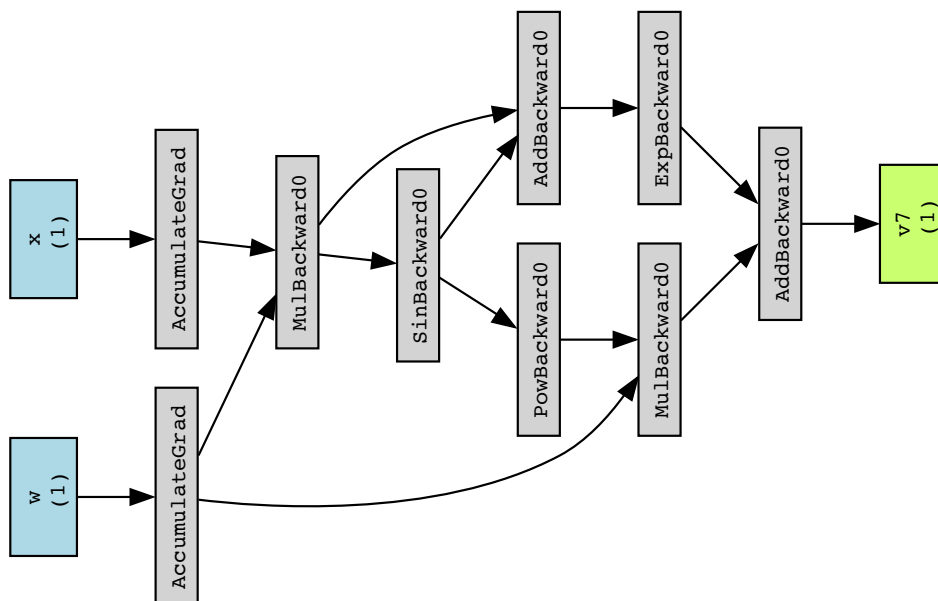 x
(1)
AccumulateGrad
w
(1)
AccumulateGrad
MulBackward0
SinBackward0
AddBackward0
PowBackward0
ExpBackward0
MulBackward0
AddBackward0
v7
(1)